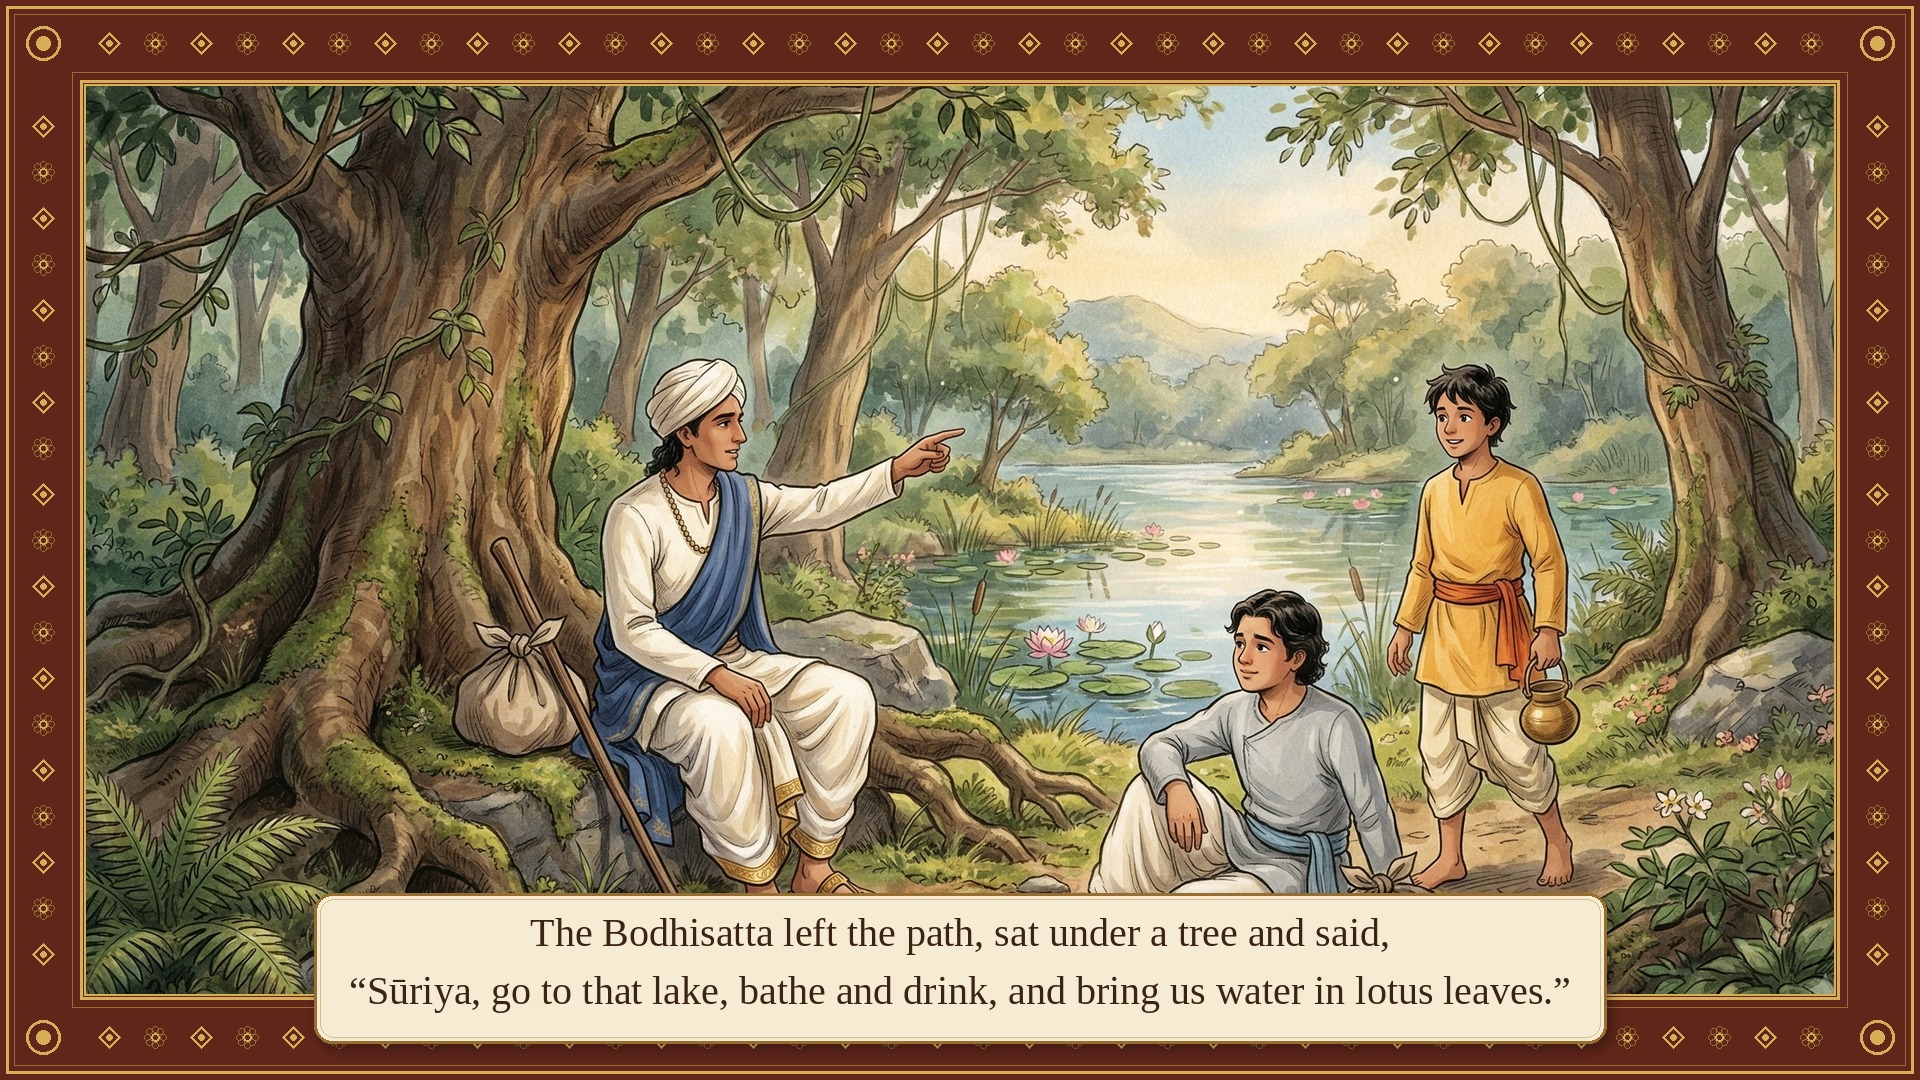 The Bodhisatta left the path, sat under a tree and said,
“Sūriya, go to that lake, bathe and drink, and bring us water in lotus leaves.”